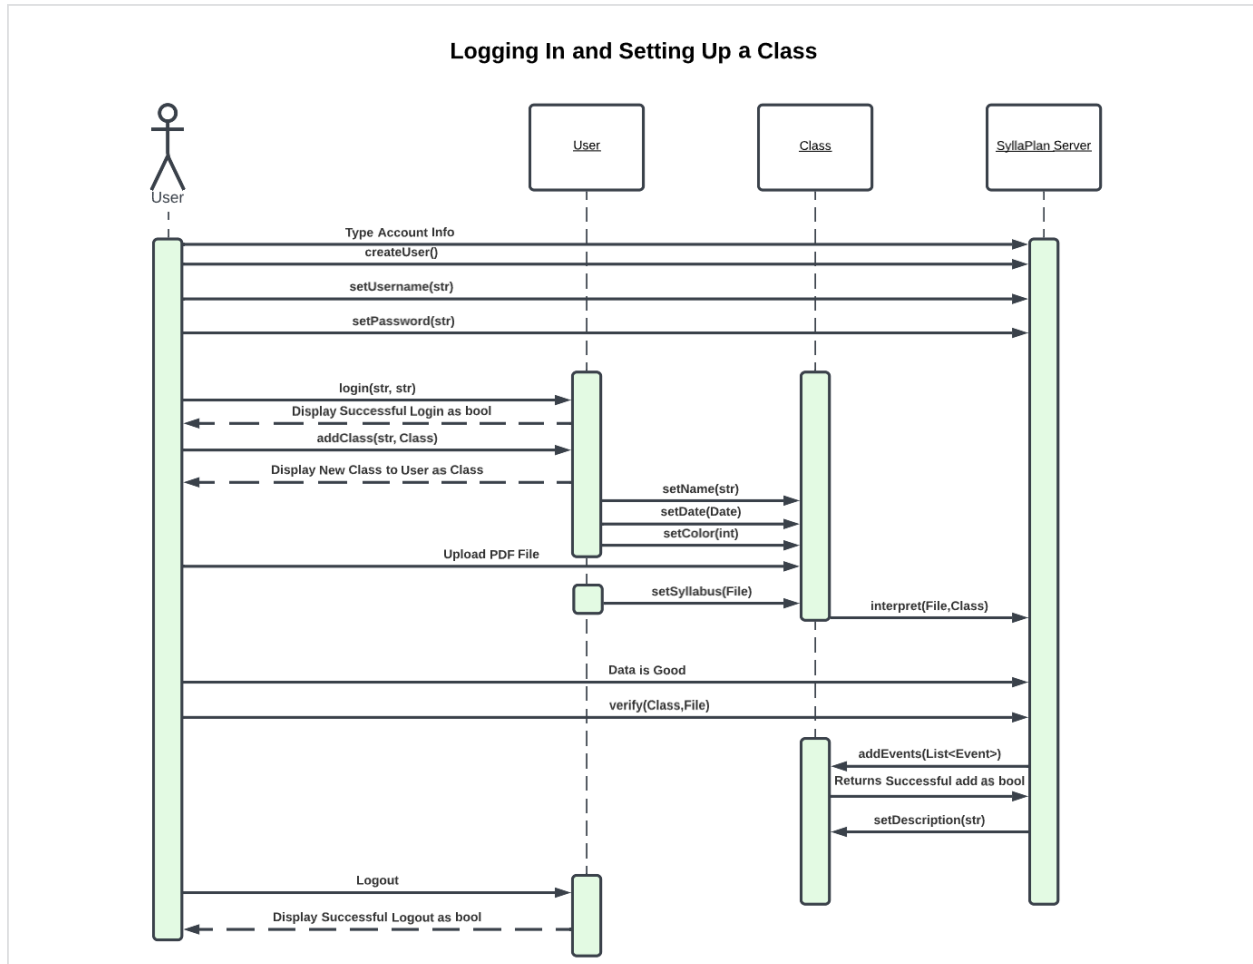 Logging In and Setting Up a Class
User
User
Class
SyllaPlan Server
Type Account Info
createUser()
setUsername(str)
setPassword(str)
login(str, str)
Display Successful Login as bool
addClass(str, Class)
Display New Class to User as Class
setName(str)
setDate(Date)
setColor(int)
Upload PDF File
setSyllabus(File)
interpret(File,Class)
Data is Good
verify(Class,File)
addEvents(List<Event>)
Returns Successful add as bool
setDescription(str)
Logout
Display Successful Logout as bool